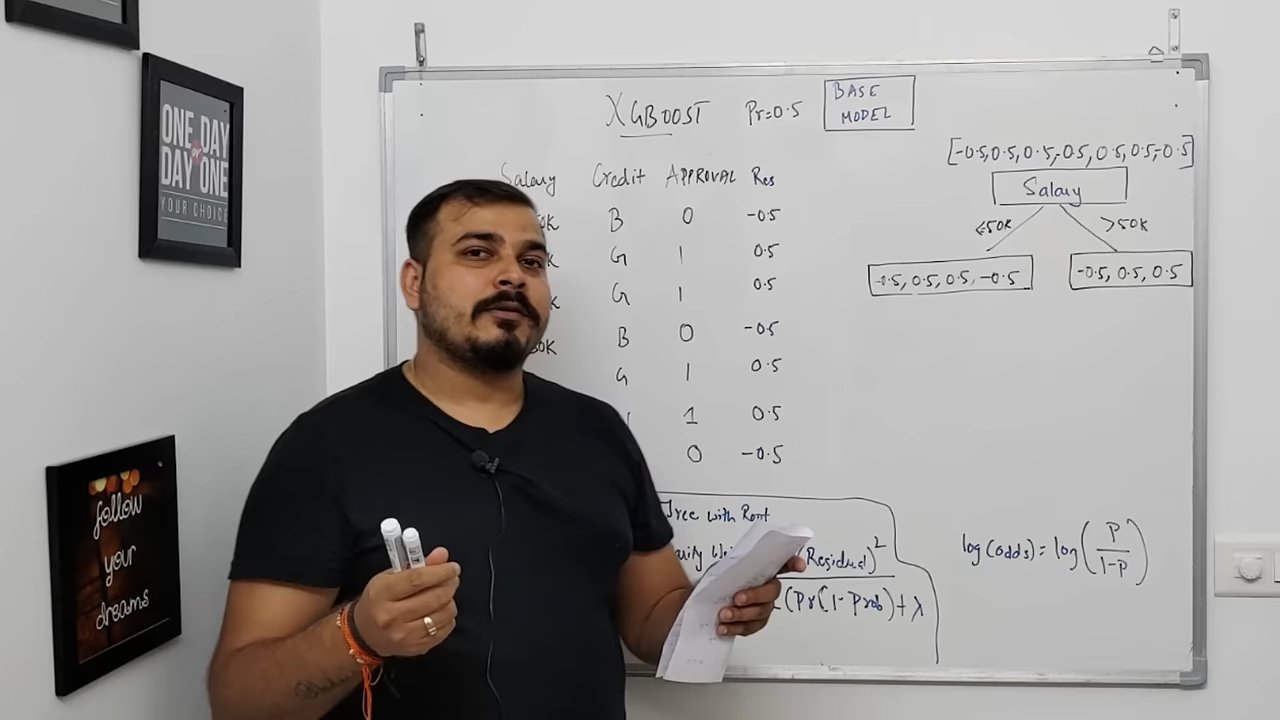 ONE DAY
or
DAY ONE
YOUR CHOICE
follow
your
dreams
XGBOOST Pr=0.5 BASE MODEL
Salary Credit APPROVAL Res
B 0 -0.5
G 1 0.5
G 1 0.5
B 0 -0.5
G 1 0.5
1 0.5
0 -0.5
[-0.5, 0.5, 0.5, -0.5, 0.5, 0.5, -0.5]
Salary
<=50K >50K
-0.5, 0.5, 0.5, -0.5
-0.5, 0.5, 0.5
Tree with Root
Residual)²
(Pr(1-Prob)+λ
log(odds) = log(P/1-P)